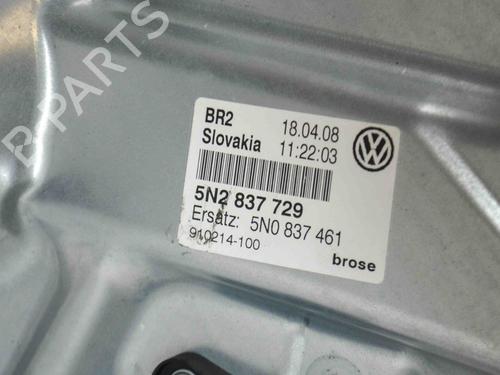 PARTS
BR2 18.04.08
Slovakia 11:22:03
5N2 837 729
Ersatz: 5N0 837 461
910214-100
brose